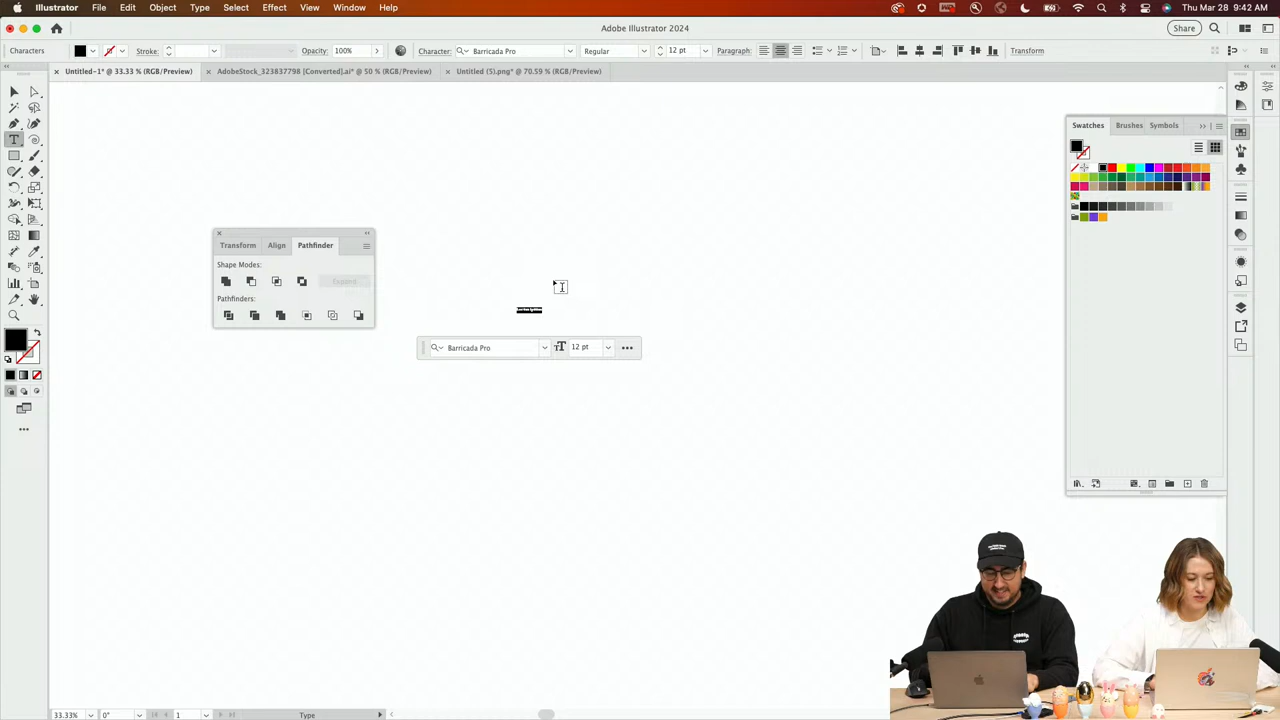 Illustrator File Edit Object Type Select Effect View Window Help Thu Mar 28 9:42 AM
Adobe Illustrator 2024 Share
Characters Stroke: Opacity: 100% Character: Barricada Pro Regular 12 pt Paragraph: Transform
Untitled-1* @ 33.33 % (RGB/Preview) AdobeStock_323837798 [Converted].ai* @ 50 % (RGB/Preview) Untitled (5).png* @ 70.59 % (RGB/Preview)
Swatches Brushes Symbols
Transform Align Pathfinder
Shape Modes:
Expand
Pathfinders:
Barricada Pro 12 pt
33.33% 0° 1 Type